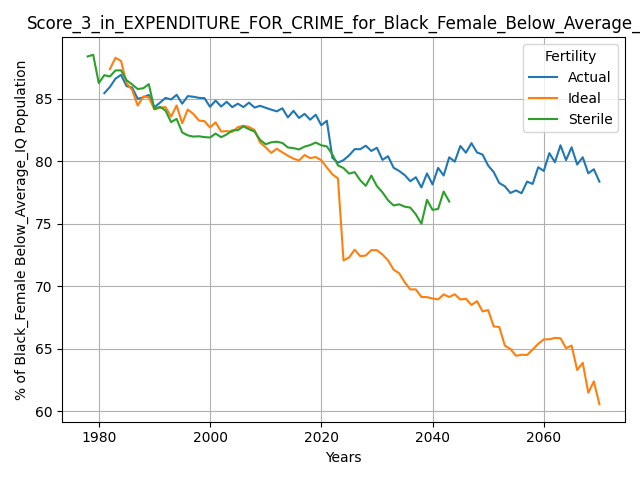 Score_3_in_EXPENDITURE_FOR_CRIME_for_Black_Female_Below_Average_
Fertility
Actual
Ideal
Sterile
% of Black_Female Below_Average_IQ Population
85
80
75
70
65
60
1980
2000
2020
2040
2060
Years